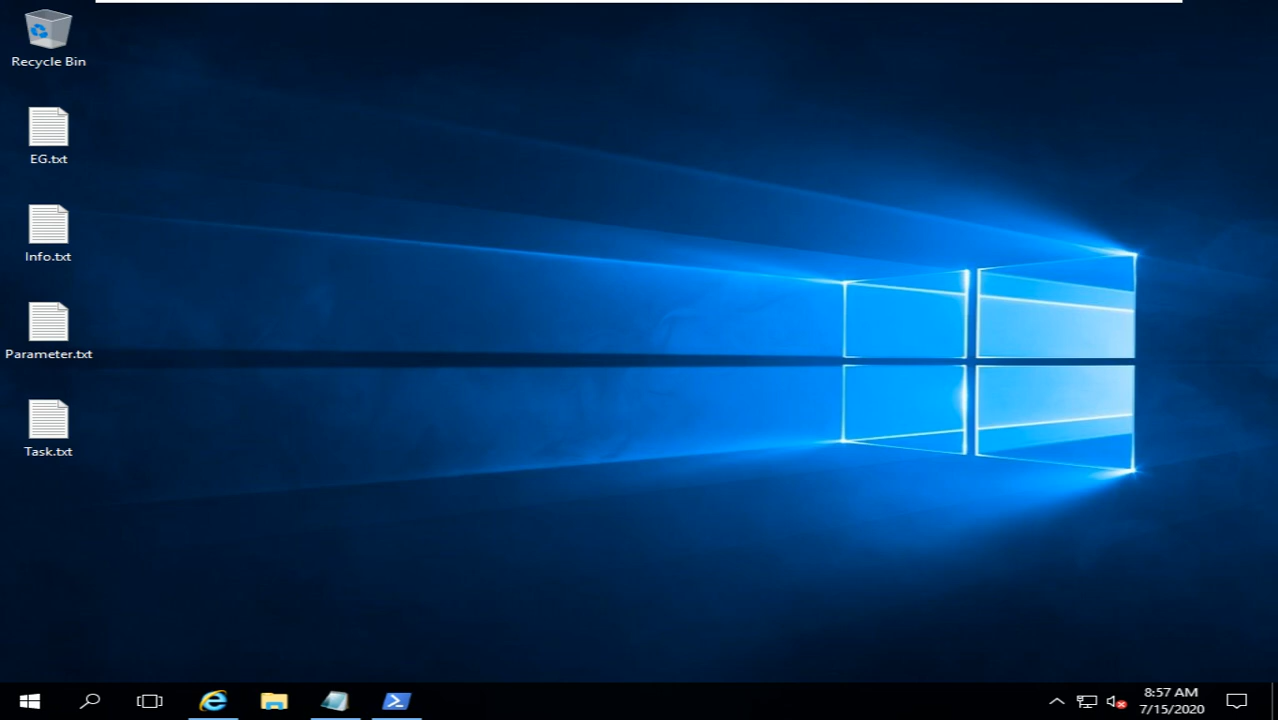 Recycle Bin
EG.txt
Info.txt
Parameter.txt
Task.txt
8:57 AM
7/15/2020